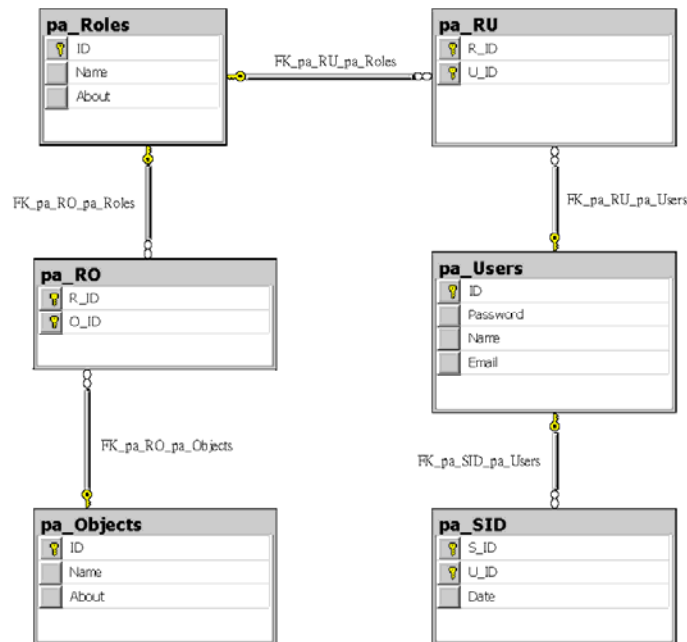 pa_Roles
ID
Name
About
FK_pa_RU_pa_Roles
pa_RU
R_ID
U_ID
FK_pa_RO_pa_Roles
FK_pa_RU_pa_Users
pa_RO
R_ID
O_ID
pa_Users
ID
Password
Name
Email
FK_pa_RO_pa_Objects
FK_pa_SID_pa_Users
pa_Objects
ID
Name
About
pa_SID
S_ID
U_ID
Date